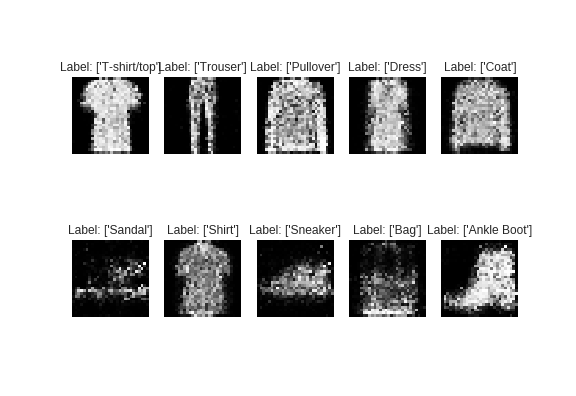 Label: ['T-shirt/top'] Label: ['Trouser'] Label: ['Pullover'] Label: ['Dress'] Label: ['Coat']
Label: ['Sandal'] Label: ['Shirt'] Label: ['Sneaker'] Label: ['Bag'] Label: ['Ankle Boot']